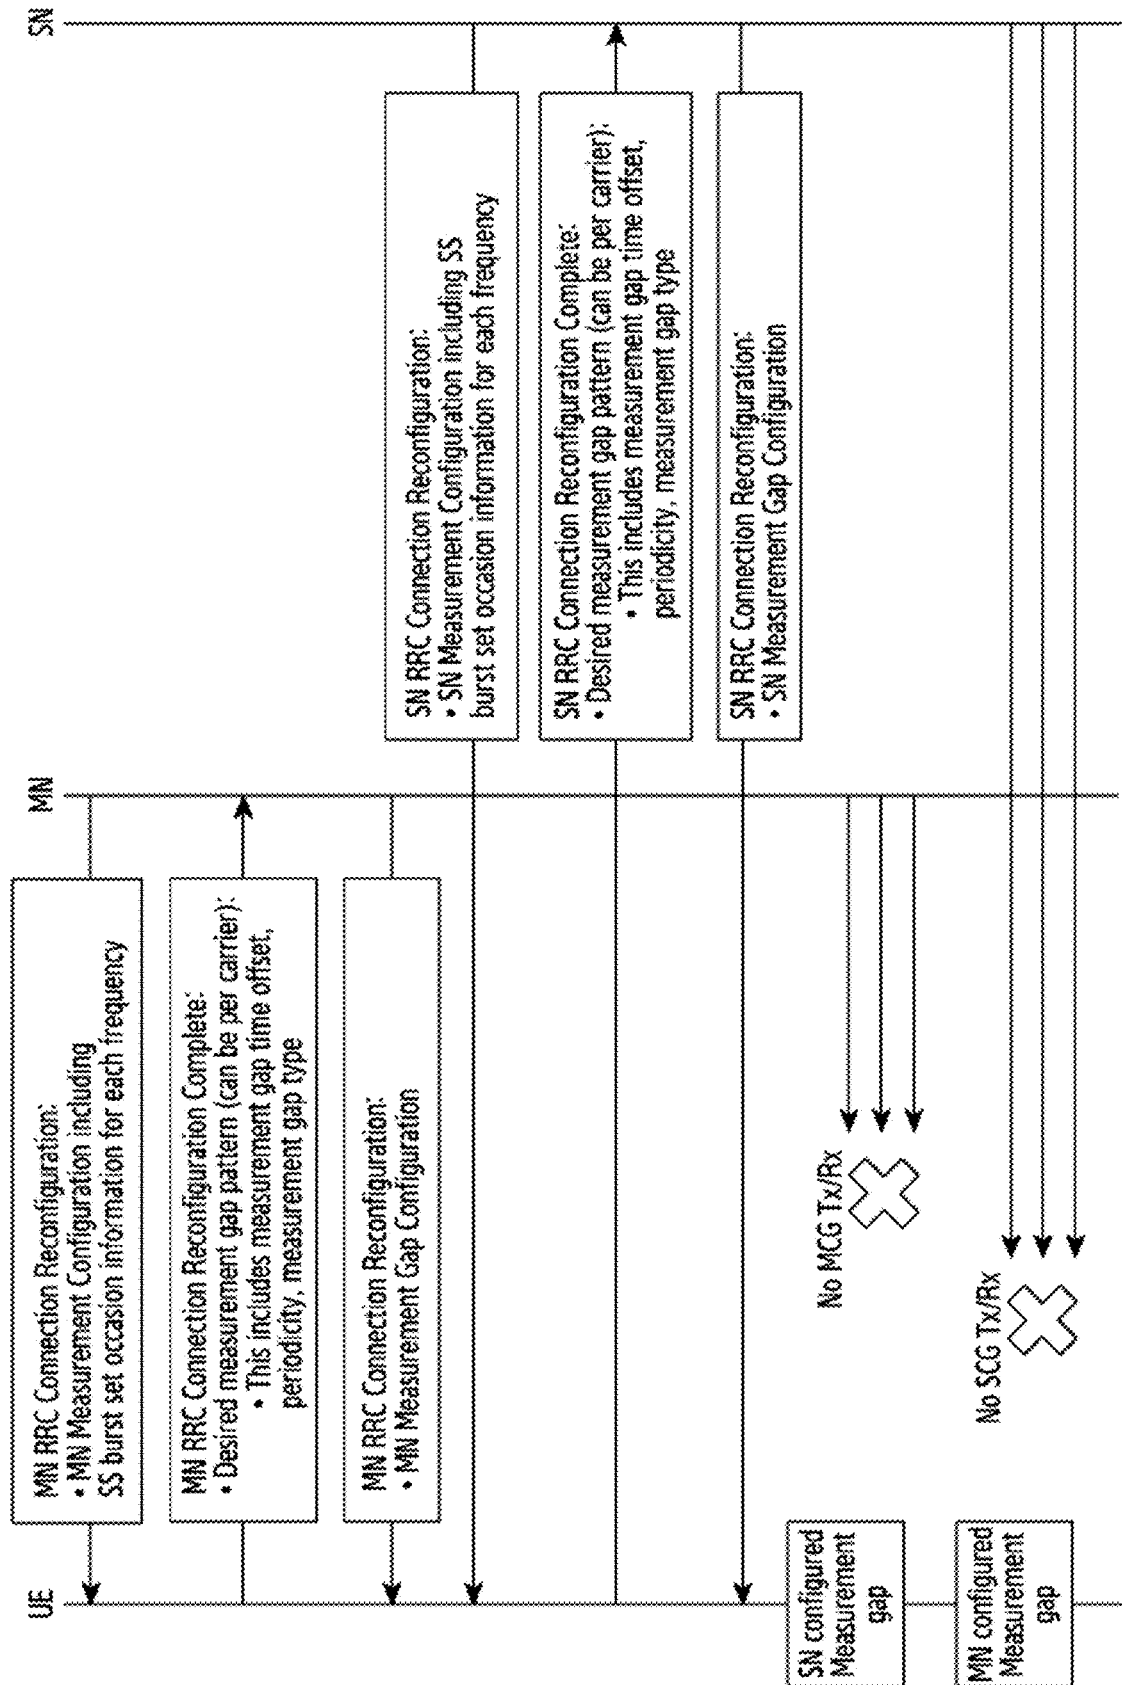 UE
MN
SN
MN RRC Connection Reconfiguration:
• MN Measurement Configuration including
SS burst set occasion information for each frequency
MN RRC Connection Reconfiguration Complete:
• Desired measurement gap pattern (can be per carrier):
• This includes measurement gap time offset,
periodicity, measurement gap type
MN RRC Connection Reconfiguration:
• MN Measurement Gap Configuration
SN RRC Connection Reconfiguration:
• SN Measurement Configuration including SS
burst set occasion information for each frequency
SN RRC Connection Reconfiguration Complete:
• Desired measurement gap pattern (can be per carrier):
• This includes measurement gap time offset,
periodicity, measurement gap type
SN RRC Connection Reconfiguration:
• SN Measurement Gap Configuration
SN configured
Measurement
gap
No MCG Tx/Rx
MN configured
Measurement
gap
No SCG Tx/Rx